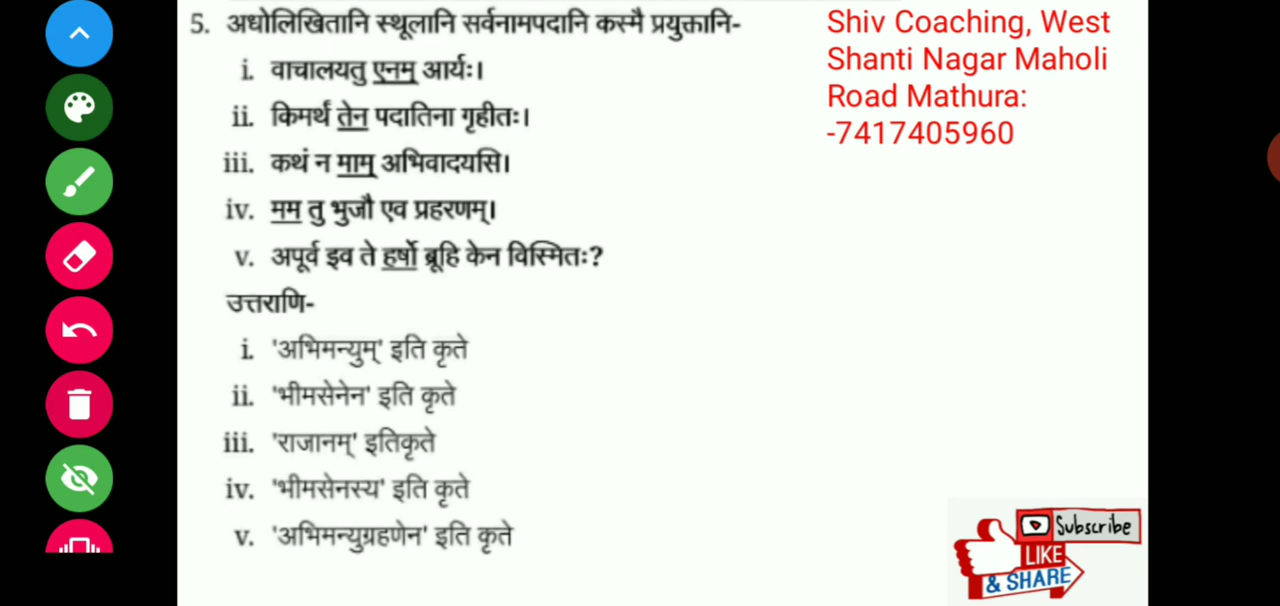 5. अधोलिखितानि स्थूलानि सर्वनामपदानि कस्मै प्रयुक्तानि-
i. वाचालयतु एनम् आर्यः।
ii. किमर्थं तेन पदातिना गृहीतः।
iii. कथं न माम् अभिवादयसि।
iv. मम तु भुजौ एव प्रहरणम्।
v. अपूर्व इव ते हर्षो ब्रूहि केन विस्मितः?
उत्तराणि-
i. 'अभिमन्युम्' इति कृते
ii. 'भीमसेनेन' इति कृते
iii. 'राजानम्' इतिकृते
iv. 'भीमसेनस्य' इति कृते
v. 'अभिमन्युग्रहणेन' इति कृते
Shiv Coaching, West
Shanti Nagar Maholi
Road Mathura:
-7417405960
Subscribe
LIKE
& SHARE